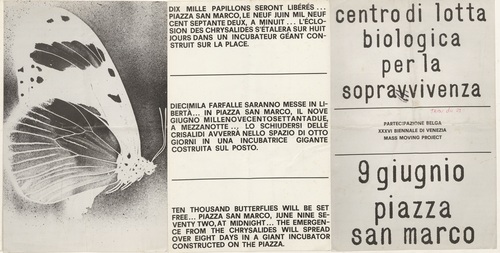 DIX MILLE PAPILLONS SERONT LIBÉRÉS ...
PIAZZA SAN MARCO, LE NEUF JUIN MIL NEUF
CENT SEPTANTE DEUX, A MINUIT ... L'ÉCLO-
SION DES CHRYSALIDES S'ÉTALERA SUR HUIT
JOURS DANS UN INCUBATEUR GÉANT CON-
STRUIT SUR LA PLACE.
DIECIMILA FARFALLE SARANNO MESSE IN LI-
BERTÀ... IN PIAZZA SAN MARCO, IL NOVE
GIUGNO MILLENOVECENTOSETTANTADUE,
A MEZZANOTTE ... LO SCHIUDERSI DELLE
CRISALIDI AVVERRÀ NELLO SPAZIO DI OTTO
GIORNI IN UNA INCUBATRICE GIGANTE
COSTRUITA SUL POSTO.
TEN THOUSAND BUTTERFLIES WILL BE SET
FREE... PIAZZA SAN MARCO, JUNE NINE SE-
VENTY TWO, AT MIDNIGHT... THE EMERGEN-
CE FROM THE CHRYSALIDES WILL SPREAD
OVER EIGHT DAYS IN A GIANT INCUBATOR
CONSTRUCTED ON THE PIAZZA.
centro di lotta
biologica
per la
sopravvivenza
PARTECIPAZIONE BELGA
XXXVI BIENNALE DI VENEZIA
MASS MOVING PROJECT
9 giugnio
piazza
san marco